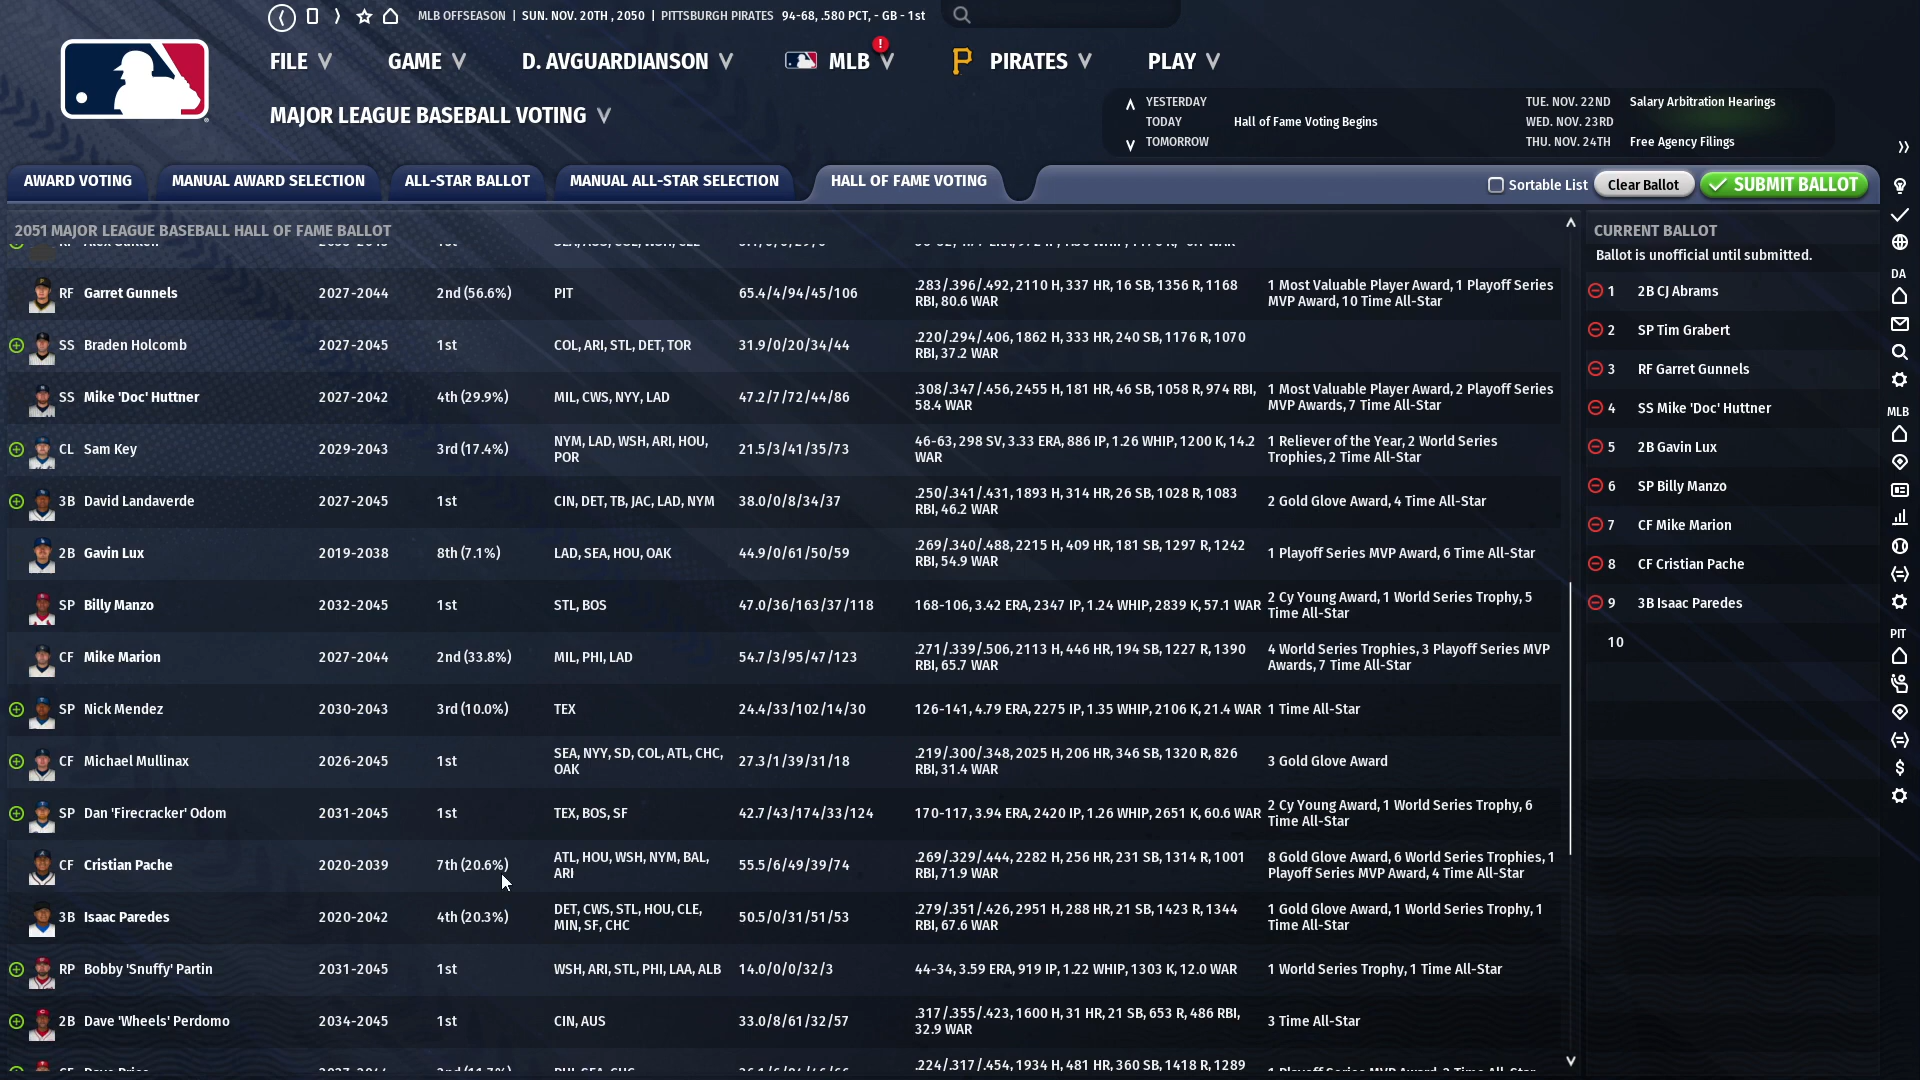 MLB OFFSEASON | SUN. NOV. 20TH , 2050 | PITTSBURGH PIRATES 94-68, .580 PCT, - GB - 1st
FILE GAME D. AVGUARDIANSON MLB ! PIRATES PLAY
MAJOR LEAGUE BASEBALL VOTING
YESTERDAY
TODAY Hall of Fame Voting Begins
TOMORROW
TUE. NOV. 22ND Salary Arbitration Hearings
WED. NOV. 23RD
THU. NOV. 24TH Free Agency Filings
AWARD VOTING MANUAL AWARD SELECTION ALL-STAR BALLOT MANUAL ALL-STAR SELECTION HALL OF FAME VOTING Sortable List Clear Ballot SUBMIT BALLOT
2051 MAJOR LEAGUE BASEBALL HALL OF FAME BALLOT
RF Garret Gunnels 2027-2044 2nd (56.6%) PIT 65.4/4/94/45/106 .283/.396/.492, 2110 H, 337 HR, 16 SB, 1356 R, 1168 1 Most Valuable Player Award, 1 Playoff Series
RBI, 80.6 WAR MVP Award, 10 Time All-Star
SS Braden Holcomb 2027-2045 1st COL, ARI, STL, DET, TOR 31.9/0/20/34/44 .220/.294/.406, 1862 H, 333 HR, 240 SB, 1176 R, 1070
RBI, 37.2 WAR
SS Mike 'Doc' Huttner 2027-2042 4th (29.9%) MIL, CWS, NYY, LAD 47.2/7/72/44/86 .308/.347/.456, 2455 H, 181 HR, 46 SB, 1058 R, 974 RBI, 1 Most Valuable Player Award, 2 Playoff Series
58.4 WAR MVP Awards, 7 Time All-Star
CL Sam Key 2029-2043 3rd (17.4%) NYM, LAD, WSH, ARI, HOU, 21.5/3/41/35/73 46-63, 298 SV, 3.33 ERA, 886 IP, 1.26 WHIP, 1200 K, 14.2 1 Reliever of the Year, 2 World Series
POR WAR Trophies, 2 Time All-Star
3B David Landaverde 2027-2045 1st CIN, DET, TB, JAC, LAD, NYM 38.0/0/8/34/37 .250/.341/.431, 1893 H, 314 HR, 26 SB, 1028 R, 1083 2 Gold Glove Award, 4 Time All-Star
RBI, 46.2 WAR
2B Gavin Lux 2019-2038 8th (7.1%) LAD, SEA, HOU, OAK 44.9/0/61/50/59 .269/.340/.488, 2215 H, 409 HR, 181 SB, 1297 R, 1242 1 Playoff Series MVP Award, 6 Time All-Star
RBI, 54.9 WAR
SP Billy Manzo 2032-2045 1st STL, BOS 47.0/36/163/37/118 168-106, 3.42 ERA, 2347 IP, 1.24 WHIP, 2839 K, 57.1 WAR 2 Cy Young Award, 1 World Series Trophy, 5
Time All-Star
CF Mike Marion 2027-2044 2nd (33.8%) MIL, PHI, LAD 54.7/3/95/47/123 .271/.339/.506, 2113 H, 446 HR, 194 SB, 1227 R, 1390 4 World Series Trophies, 3 Playoff Series MVP
RBI, 65.7 WAR Awards, 7 Time All-Star
SP Nick Mendez 2030-2043 3rd (10.0%) TEX 24.4/33/102/14/30 126-141, 4.79 ERA, 2275 IP, 1.35 WHIP, 2106 K, 21.4 WAR 1 Time All-Star
CF Michael Mullinax 2026-2045 1st SEA, NYY, SD, COL, ATL, CHC, 27.3/1/39/31/18 .219/.300/.348, 2025 H, 206 HR, 346 SB, 1320 R, 826 3 Gold Glove Award
OAK RBI, 31.4 WAR
SP Dan 'Firecracker' Odom 2031-2045 1st TEX, BOS, SF 42.7/43/174/33/124 170-117, 3.94 ERA, 2420 IP, 1.26 WHIP, 2651 K, 60.6 WAR 2 Cy Young Award, 1 World Series Trophy, 6
Time All-Star
CF Cristian Pache 2020-2039 7th (20.6%) ATL, HOU, WSH, NYM, BAL, 55.5/6/49/39/74 .269/.329/.444, 2282 H, 256 HR, 231 SB, 1314 R, 1001 8 Gold Glove Award, 6 World Series Trophies, 1
ARI RBI, 71.9 WAR Playoff Series MVP Award, 4 Time All-Star
3B Isaac Paredes 2020-2042 4th (20.3%) DET, CWS, STL, HOU, CLE, 50.5/0/31/51/53 .279/.351/.426, 2951 H, 288 HR, 21 SB, 1423 R, 1344 1 Gold Glove Award, 1 World Series Trophy, 1
MIN, SF, CHC RBI, 67.6 WAR Time All-Star
RP Bobby 'Snuffy' Partin 2031-2045 1st WSH, ARI, STL, PHI, LAA, ALB 14.0/0/0/32/3 44-34, 3.59 ERA, 919 IP, 1.22 WHIP, 1303 K, 12.0 WAR 1 World Series Trophy, 1 Time All-Star
2B Dave 'Wheels' Perdomo 2034-2045 1st CIN, AUS 33.0/8/61/32/57 .317/.355/.423, 1600 H, 31 HR, 21 SB, 653 R, 486 RBI, 3 Time All-Star
32.9 WAR
.224/.317/.454, 1934 H, 481 HR, 360 SB, 1418 R, 1289
CURRENT BALLOT
Ballot is unofficial until submitted.
1 2B CJ Abrams
2 SP Tim Grabert
3 RF Garret Gunnels
4 SS Mike 'Doc' Huttner
5 2B Gavin Lux
6 SP Billy Manzo
7 CF Mike Marion
8 CF Cristian Pache
9 3B Isaac Paredes
10
DA
MLB
PIT